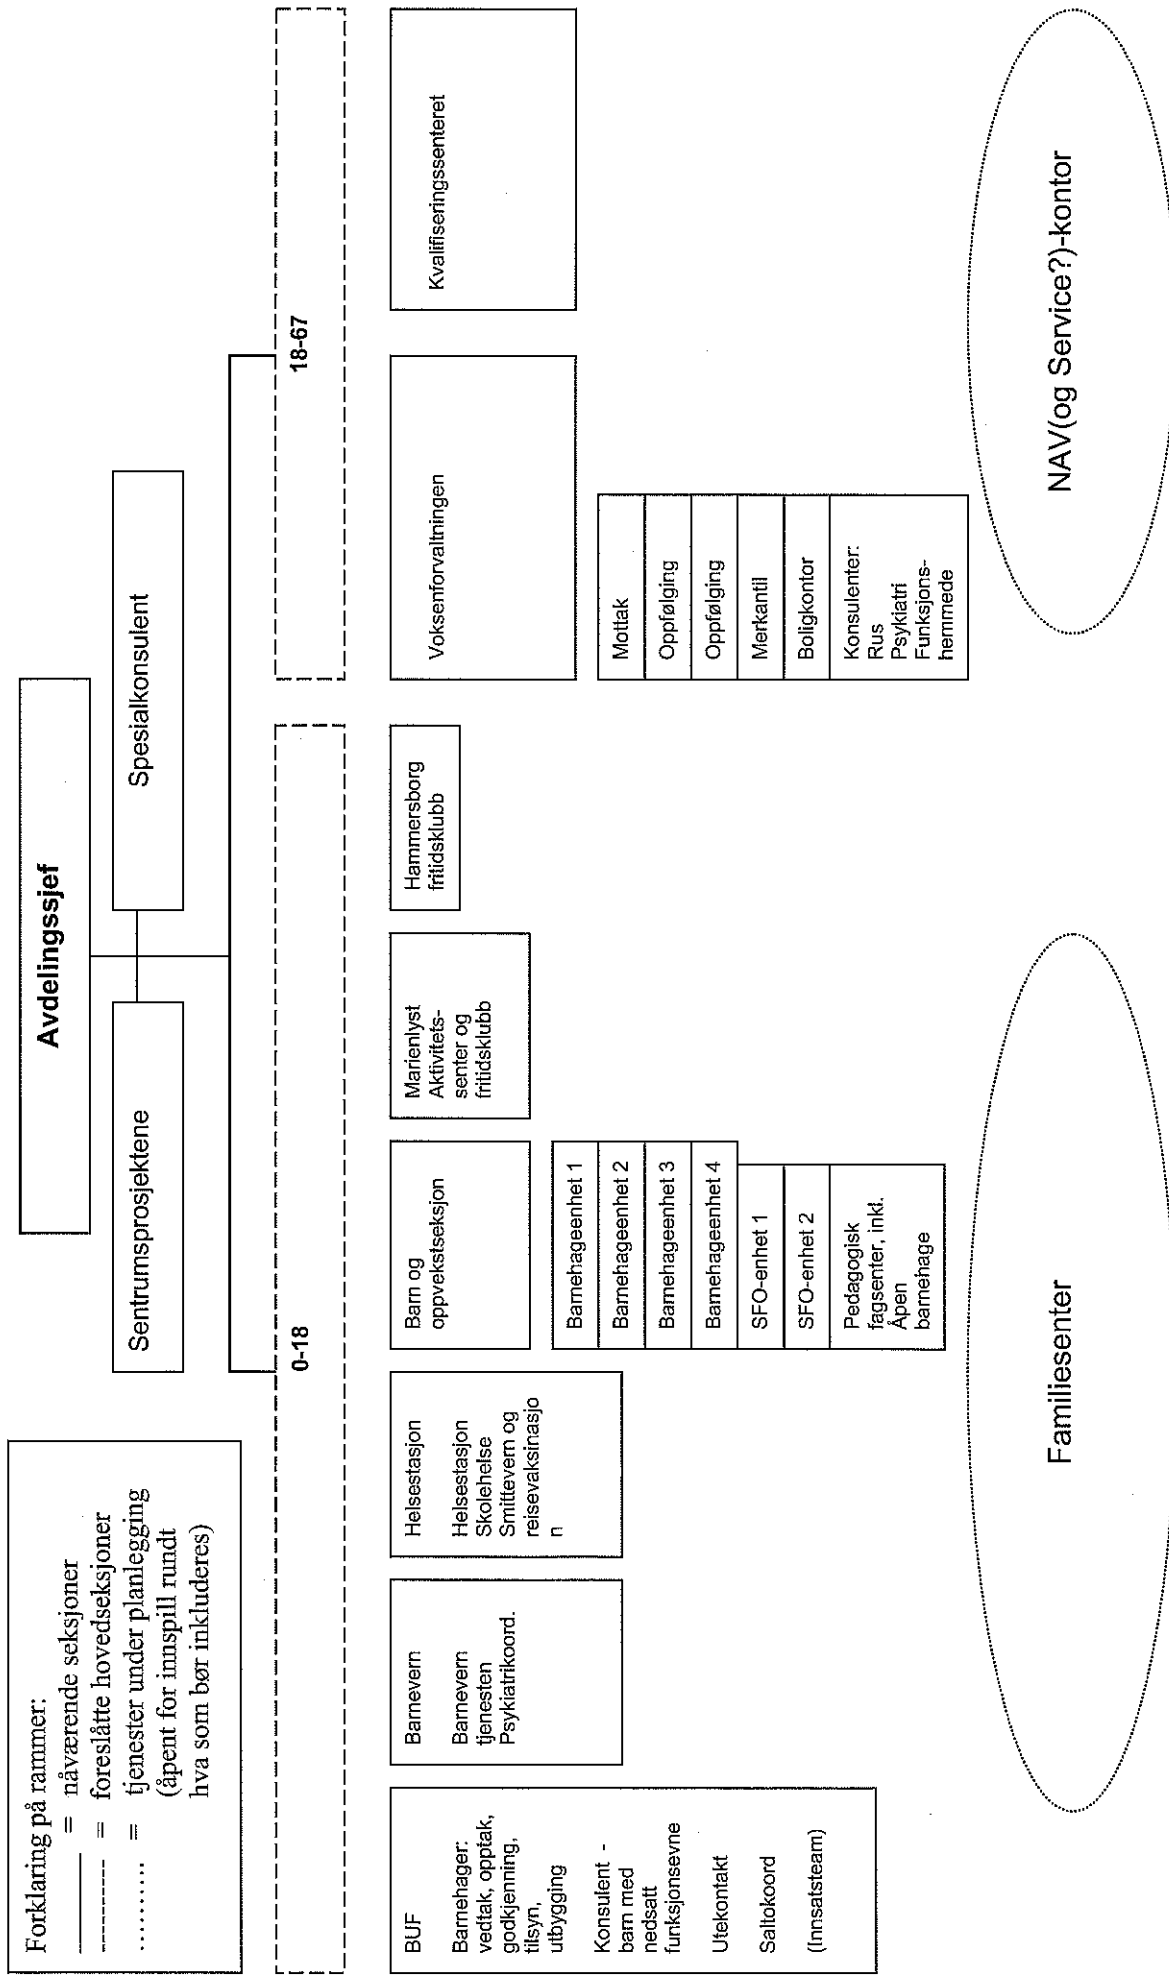 Forklaring på rammer:
——— = nåværende seksjoner
--------- = foreslåtte hovedseksjoner
......... = tjenester under planlegging
(åpent for innspill rundt
hva som bør inkluderes)
Avdelingssjef
Sentrumsprosjektene
Spesialkonsulent
0-18
18-67
BUF
Barnehager:
vedtak, opptak,
godkjenning,
tilsyn,
utbygging
Konsulent -
barn med
nedsatt
funksjonsevne
Utekontakt
Saltokoord
(Innsatsteam)
Barnevern
Barnevern
tjenesten
Psykiatrikoord.
Helsestasjon
Helsestasjon
Skolehelse
Smittevern og
reisevaksinasjo
n
Barn og
oppvekstseksjon
Barnehageenhet 1
Barnehageenhet 2
Barnehageenhet 3
Barnehageenhet 4
SFO-enhet 1
SFO-enhet 2
Pedagogisk
fagsenter, inkl.
Åpen
barnehage
Marienlyst
Aktivitets-
senter og
fritidsklubb
Hammersborg
fritidsklubb
Voksenforvaltningen
Mottak
Oppfølging
Oppfølging
Merkantil
Boligkontor
Konsulenter:
Rus
Psykiatri
Funksjons-
hemmede
Kvalifiseringssenteret
Familiesenter
NAV(og Service?)-kontor